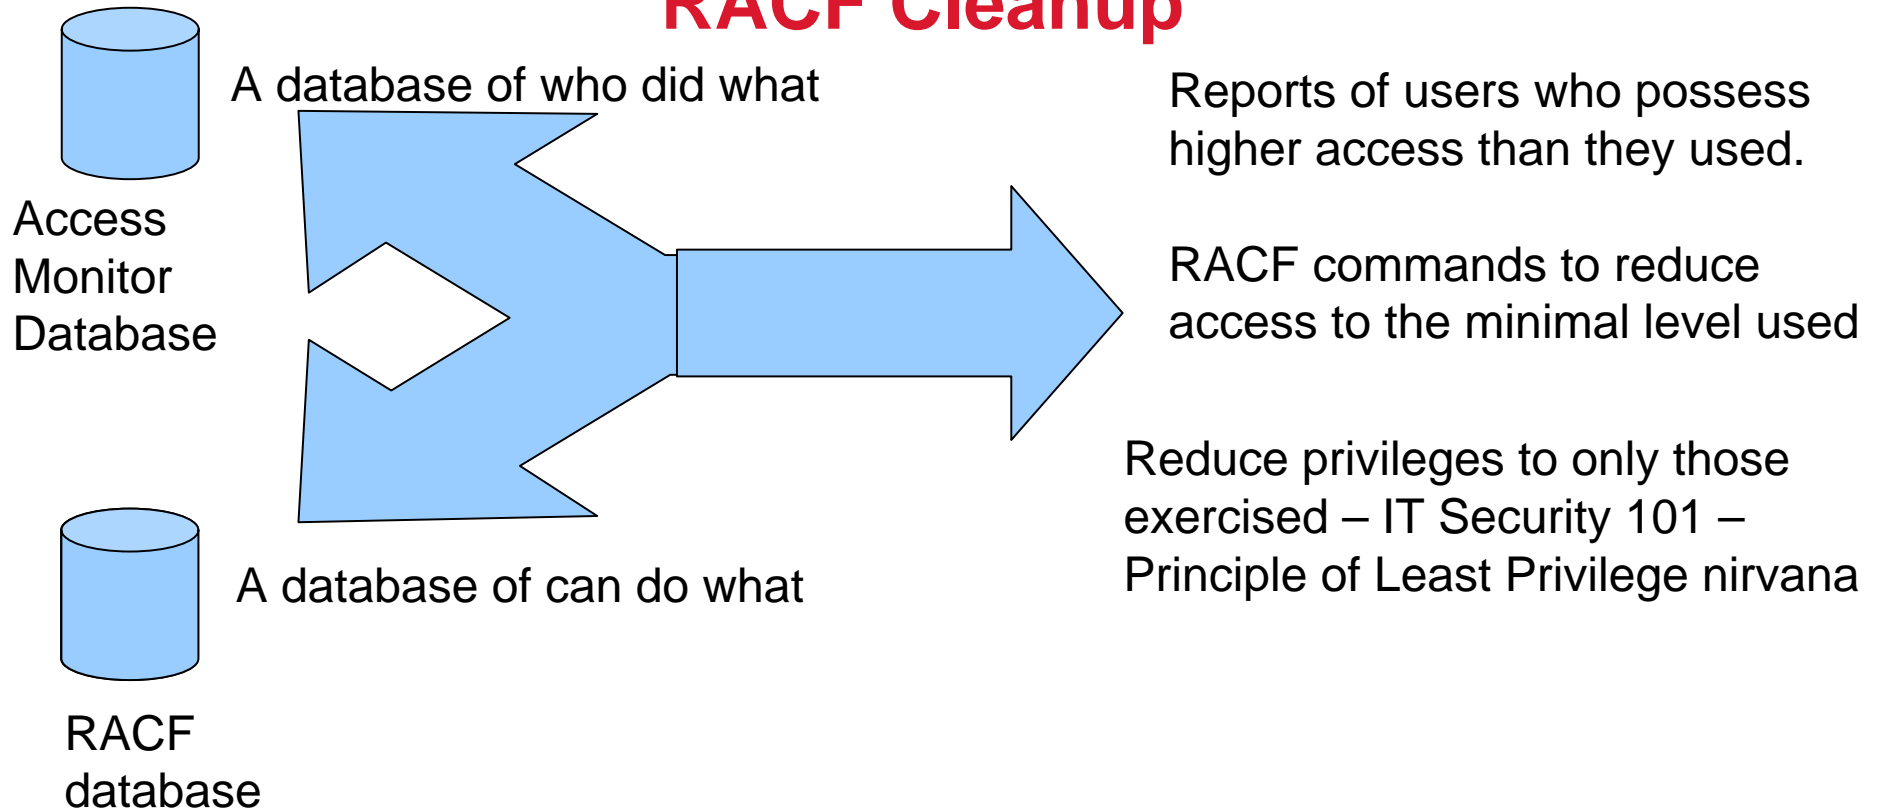 RACF Cleanup
A database of who did what
Access
Monitor
Database
Reports of users who possess
higher access than they used.
RACF commands to reduce
access to the minimal level used
Reduce privileges to only those
exercised – IT Security 101 –
Principle of Least Privilege nirvana
A database of can do what
RACF
database